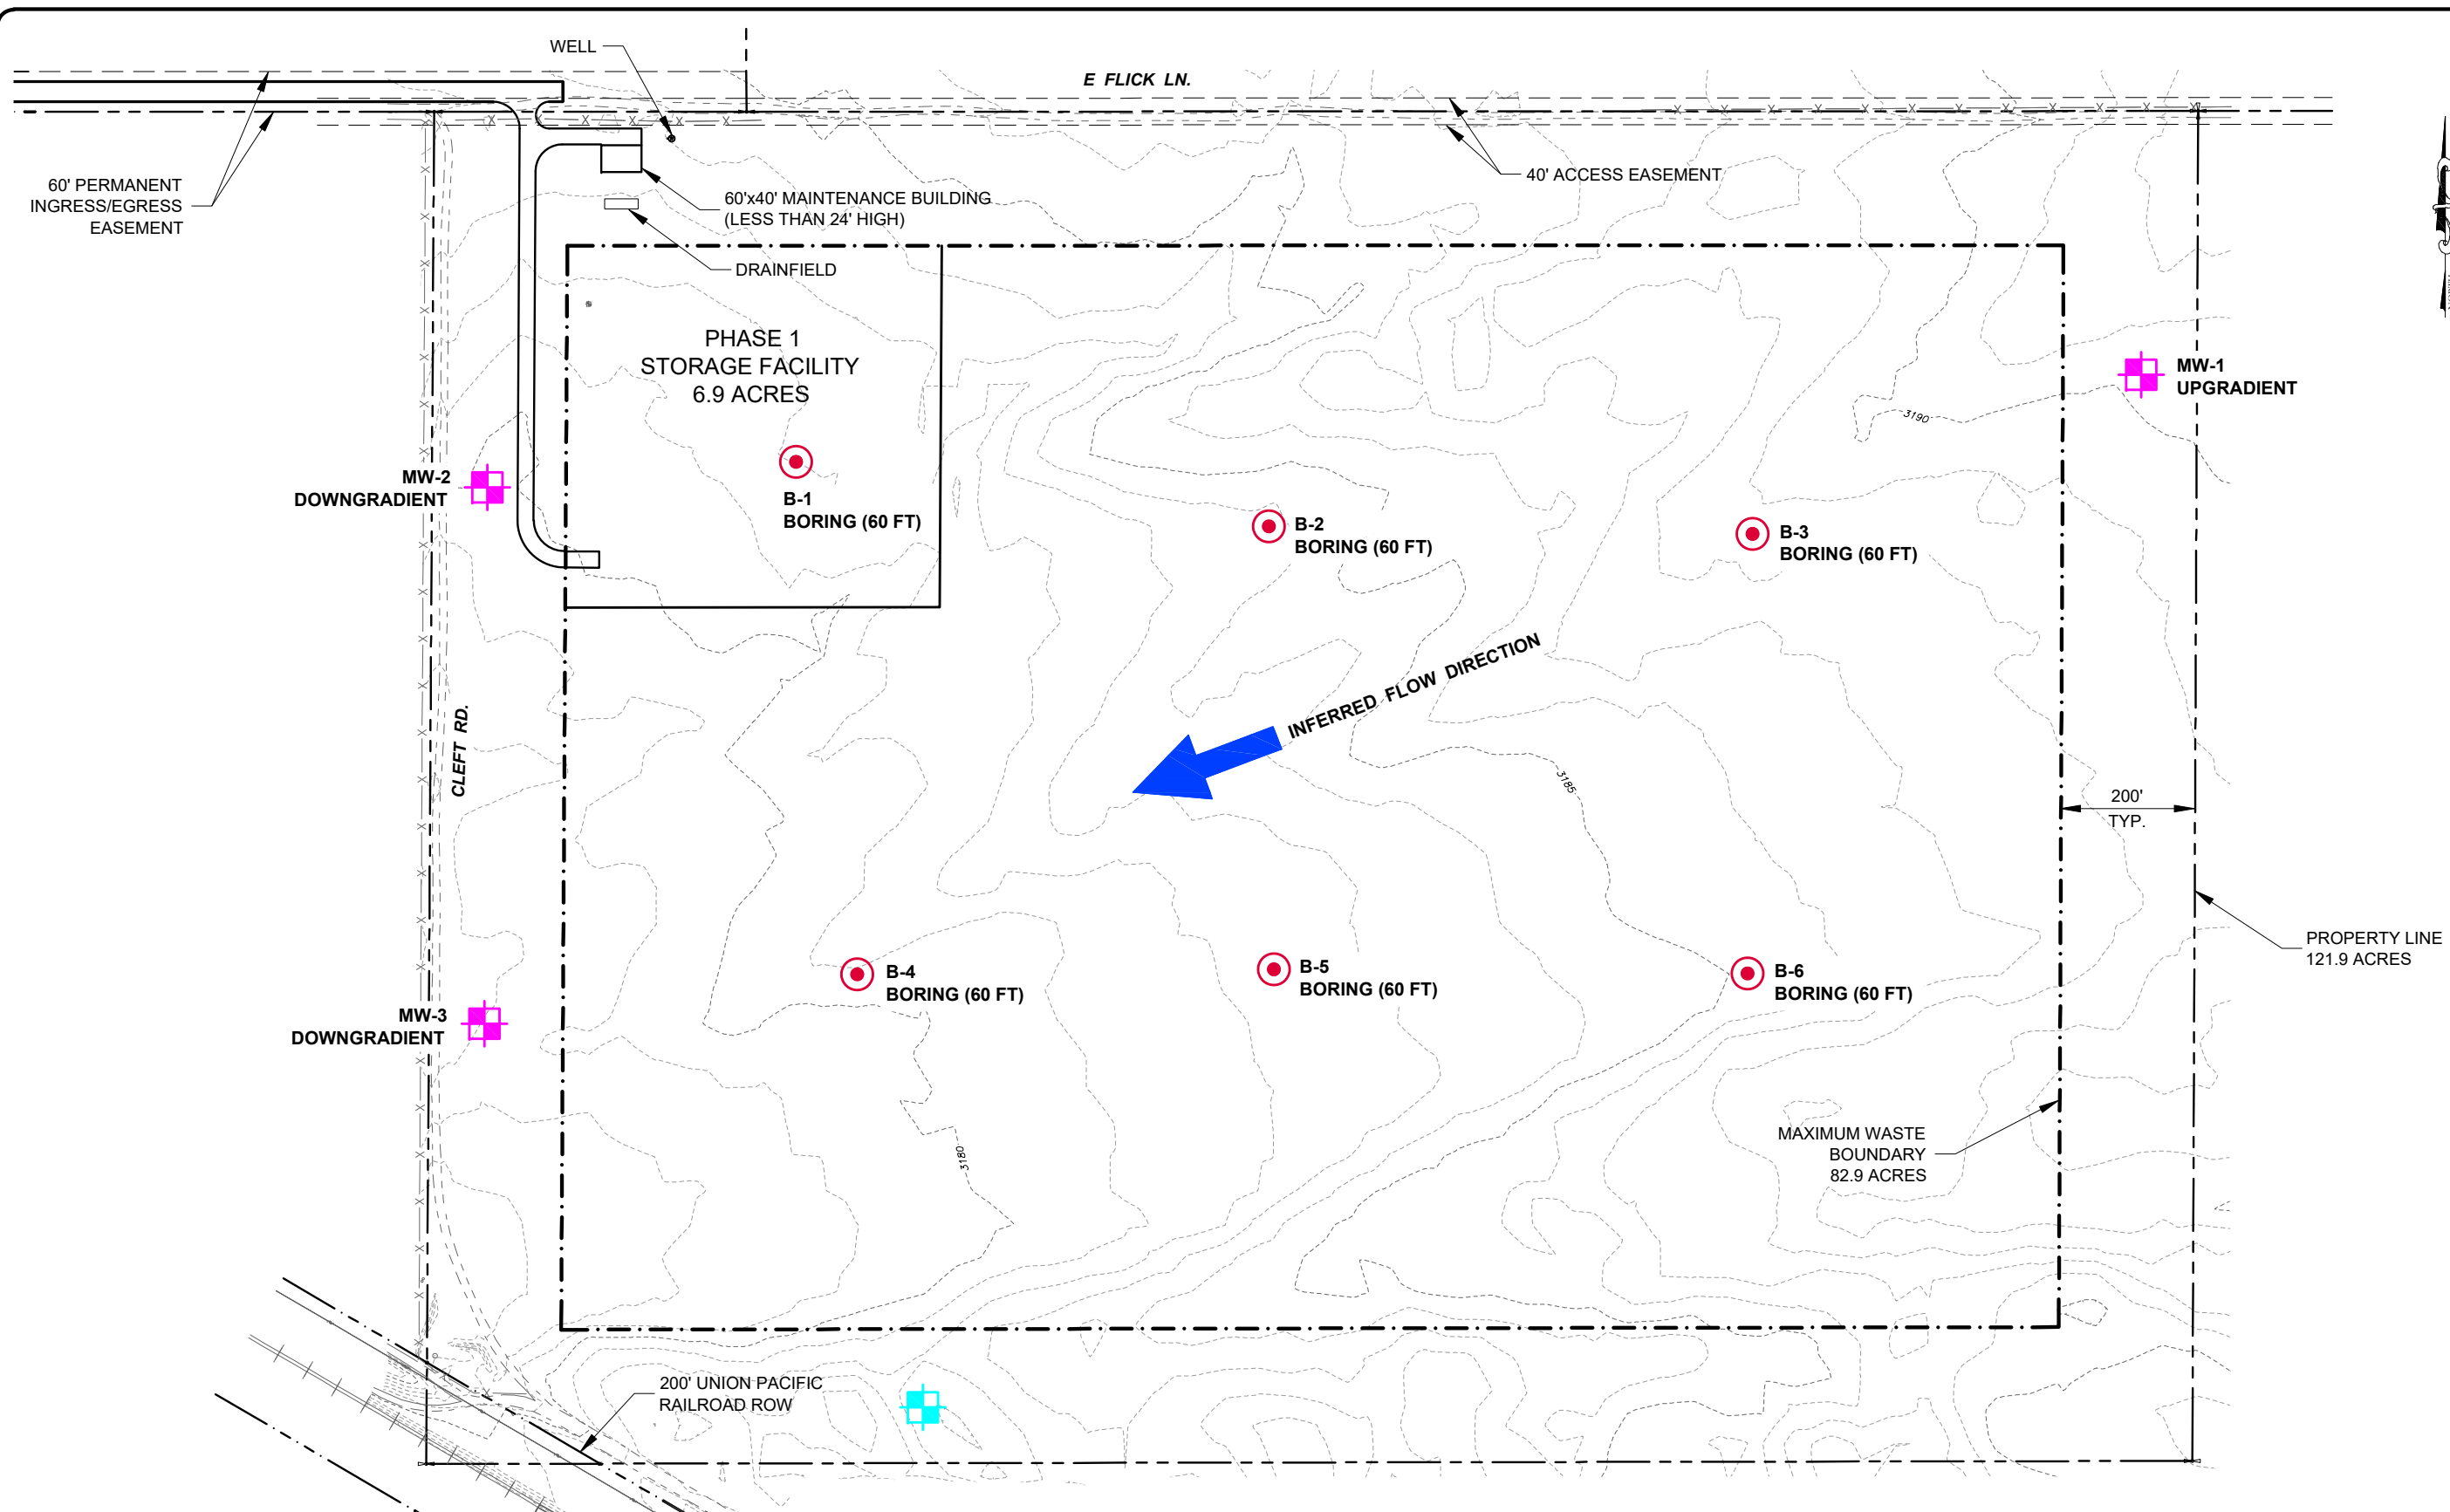 WELL
E FLICK LN.
60' PERMANENT
INGRESS/EGRESS
EASEMENT
40' ACCESS EASEMENT
60'x40' MAINTENANCE BUILDING
(LESS THAN 24' HIGH)
DRAINFIELD
PHASE 1
STORAGE FACILITY
6.9 ACRES
MW-1
UPGRADIENT
3190
MW-2
DOWNGRADIENT
B-1
BORING (60 FT)
B-2
BORING (60 FT)
B-3
BORING (60 FT)
INFERRED FLOW DIRECTION
CLEFT RD.
3185
200'
TYP.
PROPERTY LINE
121.9 ACRES
B-4
BORING (60 FT)
B-5
BORING (60 FT)
B-6
BORING (60 FT)
MW-3
DOWNGRADIENT
MAXIMUM WASTE
BOUNDARY
82.9 ACRES
3180
200' UNION PACIFIC
RAILROAD ROW